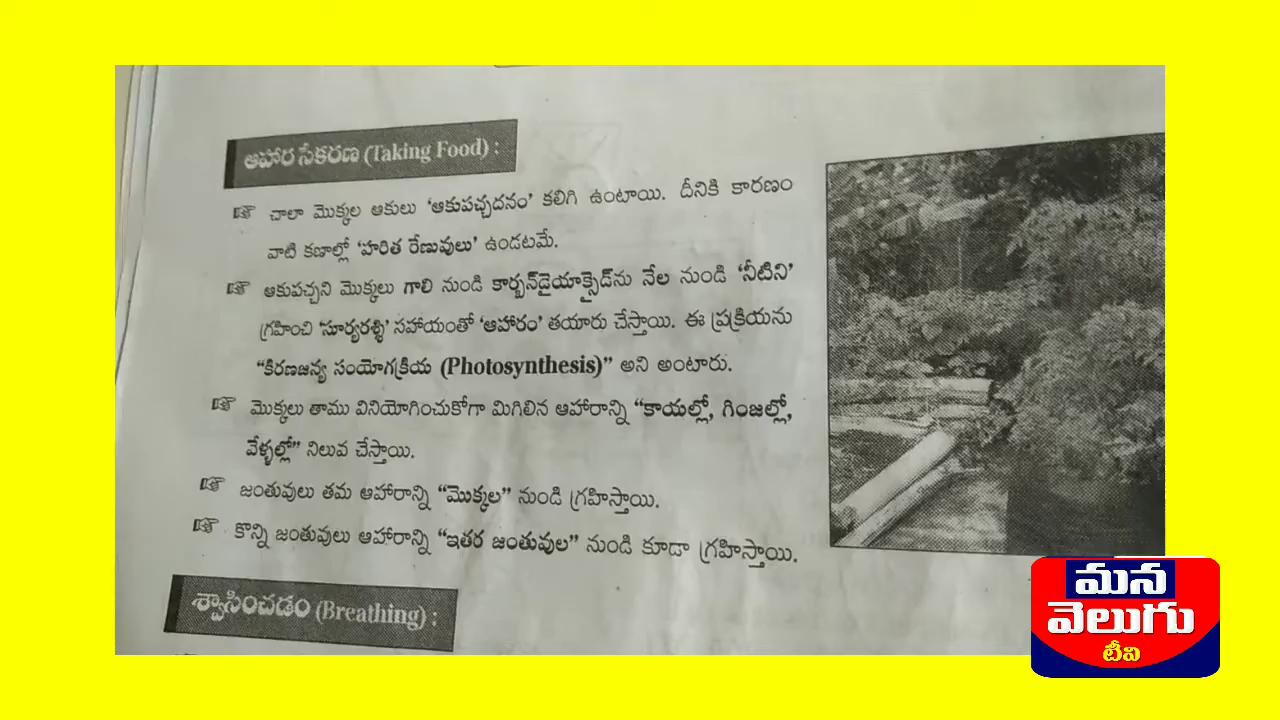 ఆహార సేకరణ (Taking Food) :
☞ చాలా మొక్కల ఆకులు ‘ఆకుపచ్చదనం’ కలిగి ఉంటాయి. దీనికి కారణం
వాటి కణాల్లో ‘హరిత రేణువులు’ ఉండటమే.
☞ ఆకుపచ్చని మొక్కలు గాలి నుండి కార్బన్‌డైయాక్సైడ్‌ను నేల నుండి ‘నీటిని’
గ్రహించి ‘సూర్యరశ్మి’ సహాయంతో ‘ఆహారం’ తయారు చేస్తాయి. ఈ ప్రక్రియను
“కిరణజన్య సంయోగక్రియ (Photosynthesis)” అని అంటారు.
☞ మొక్కలు తాము వినియోగించుకోగా మిగిలిన ఆహారాన్ని “కాయల్లో, గింజల్లో,
వేళ్ళల్లో” నిలువ చేస్తాయి.
☞ జంతువులు తమ ఆహారాన్ని “మొక్కల” నుండి గ్రహిస్తాయి.
☞ కొన్ని జంతువులు ఆహారాన్ని “ఇతర జంతువుల” నుండి కూడా గ్రహిస్తాయి.
శ్వాసించడం (Breathing) :
మన
వెలుగు
టీవి